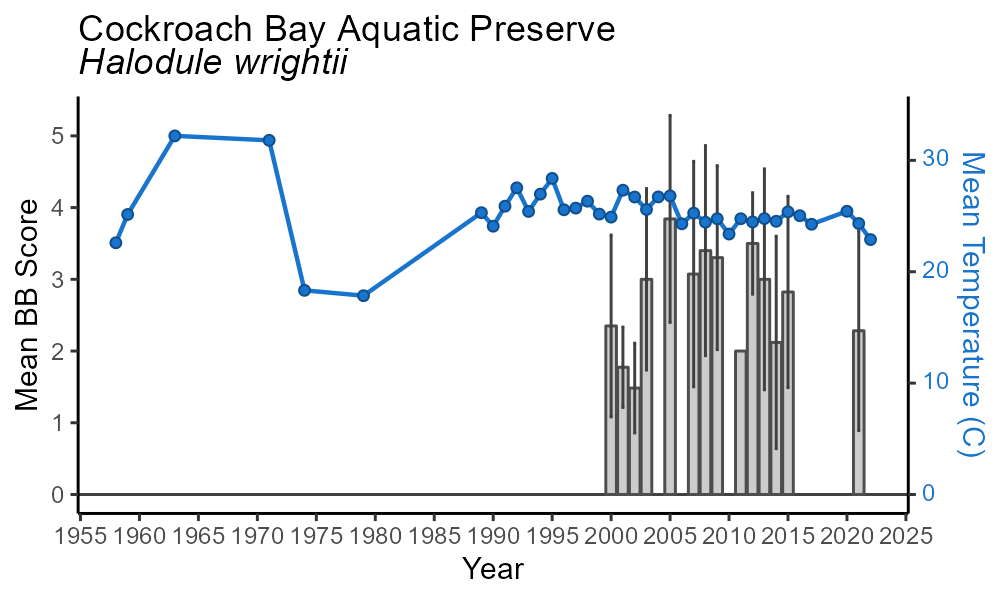 Cockroach Bay Aquatic Preserve
Halodule wrightii
Mean BB Score
5
4
3
2
1
0
Mean Temperature (C)
30
20
10
0
1955 1960 1965 1970 1975 1980 1985 1990 1995 2000 2005 2010 2015 2020 2025
Year